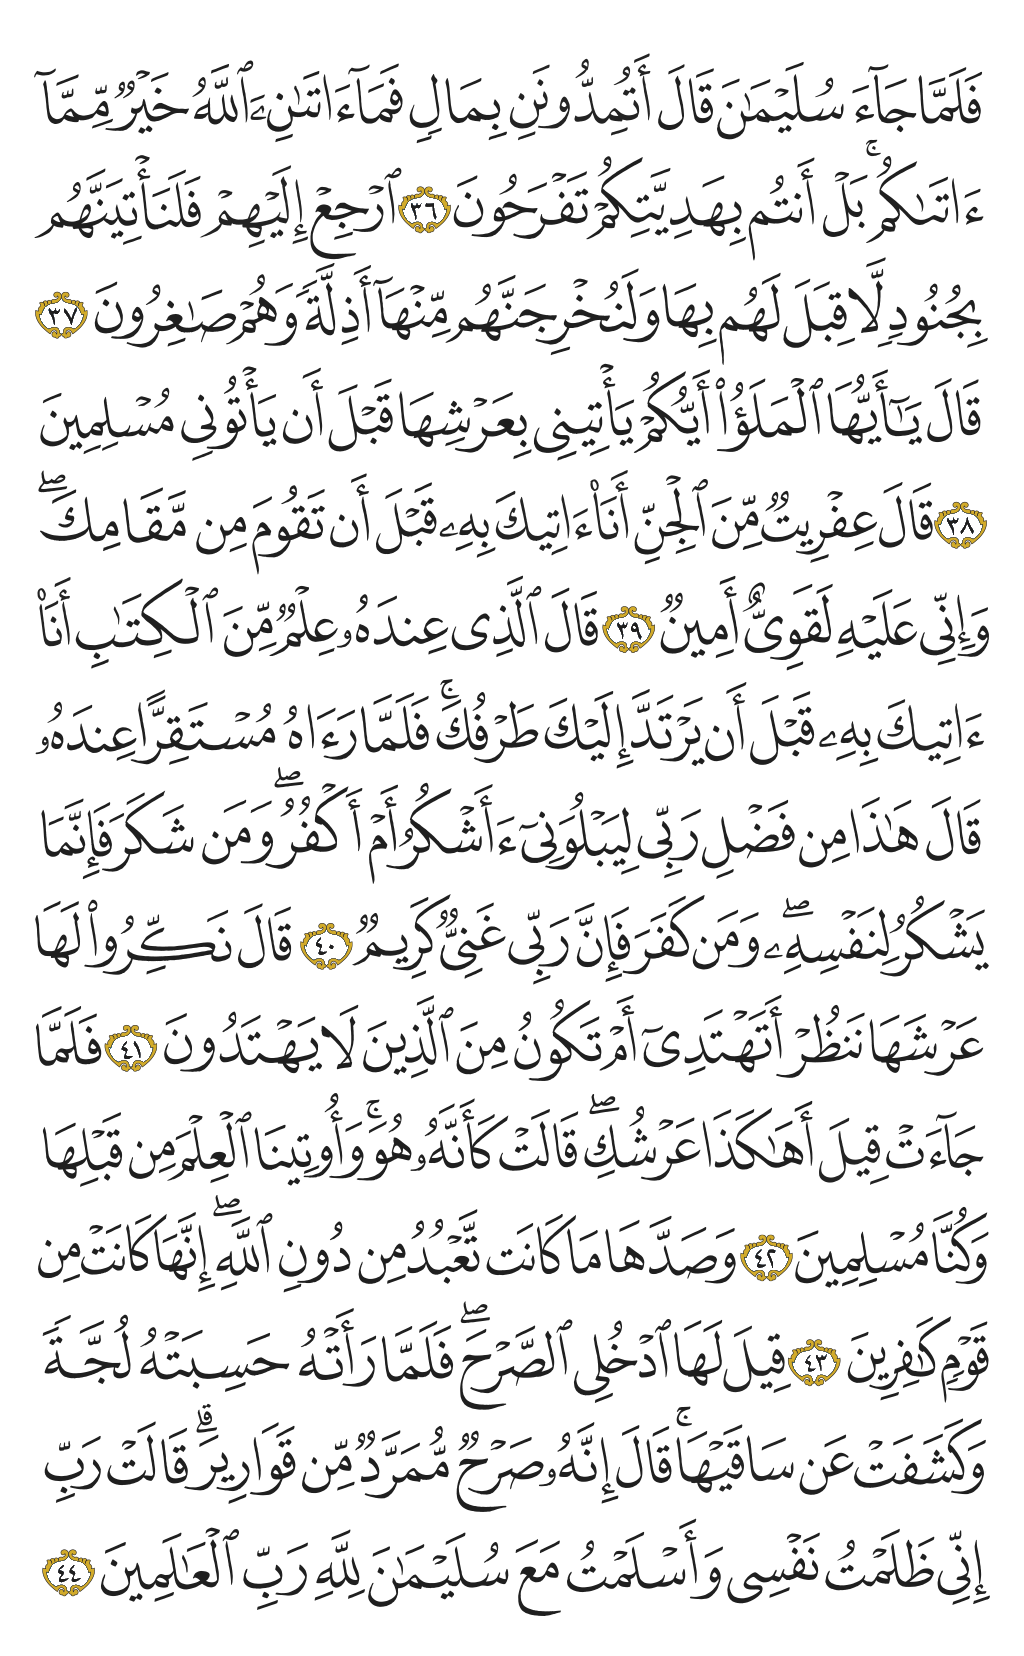 فَلَمَّا جَآءَ سُلَيْمَٰنَ قَالَ أَتُمِدُّونَنِ بِمَالٍ فَمَآ ءَاتَىٰنِۦَ ٱللَّهُ خَيْرٌ مِّمَّآ
ءَاتَىٰكُمۚ بَلْ أَنتُم بِهَدِيَّتِكُمْ تَفْرَحُونَ ٣٦ ٱرْجِعْ إِلَيْهِمْ فَلَنَأْتِيَنَّهُم
بِجُنُودٍ لَّا قِبَلَ لَهُم بِهَا وَلَنُخْرِجَنَّهُم مِّنْهَآ أَذِلَّةً وَهُمْ صَٰغِرُونَ ٣٧
قَالَ يَٰٓأَيُّهَا ٱلْمَلَؤُا۟ أَيُّكُمْ يَأْتِينِى بِعَرْشِهَا قَبْلَ أَن يَأْتُونِى مُسْلِمِينَ
٣٨ قَالَ عِفْرِيتٌ مِّنَ ٱلْجِنِّ أَنَا۠ ءَاتِيكَ بِهِۦ قَبْلَ أَن تَقُومَ مِن مَّقَامِكَۖ
وَإِنِّى عَلَيْهِ لَقَوِىٌّ أَمِينٌ ٣٩ قَالَ ٱلَّذِى عِندَهُۥ عِلْمٌ مِّنَ ٱلْكِتَٰبِ أَنَا۠
ءَاتِيكَ بِهِۦ قَبْلَ أَن يَرْتَدَّ إِلَيْكَ طَرْفُكَۚ فَلَمَّا رَءَاهُ مُسْتَقِرًّا عِندَهُۥ
قَالَ هَٰذَا مِن فَضْلِ رَبِّى لِيَبْلُوَنِىٓ ءَأَشْكُرُ أَمْ أَكْفُرُۖ وَمَن شَكَرَ فَإِنَّمَا
يَشْكُرُ لِنَفْسِهِۦۖ وَمَن كَفَرَ فَإِنَّ رَبِّى غَنِىٌّ كَرِيمٌ ٤٠ قَالَ نَكِّرُوا۟ لَهَا
عَرْشَهَا نَنظُرْ أَتَهْتَدِىٓ أَمْ تَكُونُ مِنَ ٱلَّذِينَ لَا يَهْتَدُونَ ٤١ فَلَمَّا
جَآءَتْ قِيلَ أَهَٰكَذَا عَرْشُكِۖ قَالَتْ كَأَنَّهُۥ هُوَۚ وَأُوتِينَا ٱلْعِلْمَ مِن قَبْلِهَا
وَكُنَّا مُسْلِمِينَ ٤٢ وَصَدَّهَا مَا كَانَت تَّعْبُدُ مِن دُونِ ٱللَّهِۖ إِنَّهَا كَانَتْ مِن
قَوْمٍ كَٰفِرِينَ ٤٣ قِيلَ لَهَا ٱدْخُلِى ٱلصَّرْحَۖ فَلَمَّا رَأَتْهُ حَسِبَتْهُ لُجَّةً
وَكَشَفَتْ عَن سَاقَيْهَاۚ قَالَ إِنَّهُۥ صَرْحٌ مُّمَرَّدٌ مِّن قَوَارِيرَۗ قَالَتْ رَبِّ
إِنِّى ظَلَمْتُ نَفْسِى وَأَسْلَمْتُ مَعَ سُلَيْمَٰنَ لِلَّهِ رَبِّ ٱلْعَٰلَمِينَ ٤٤